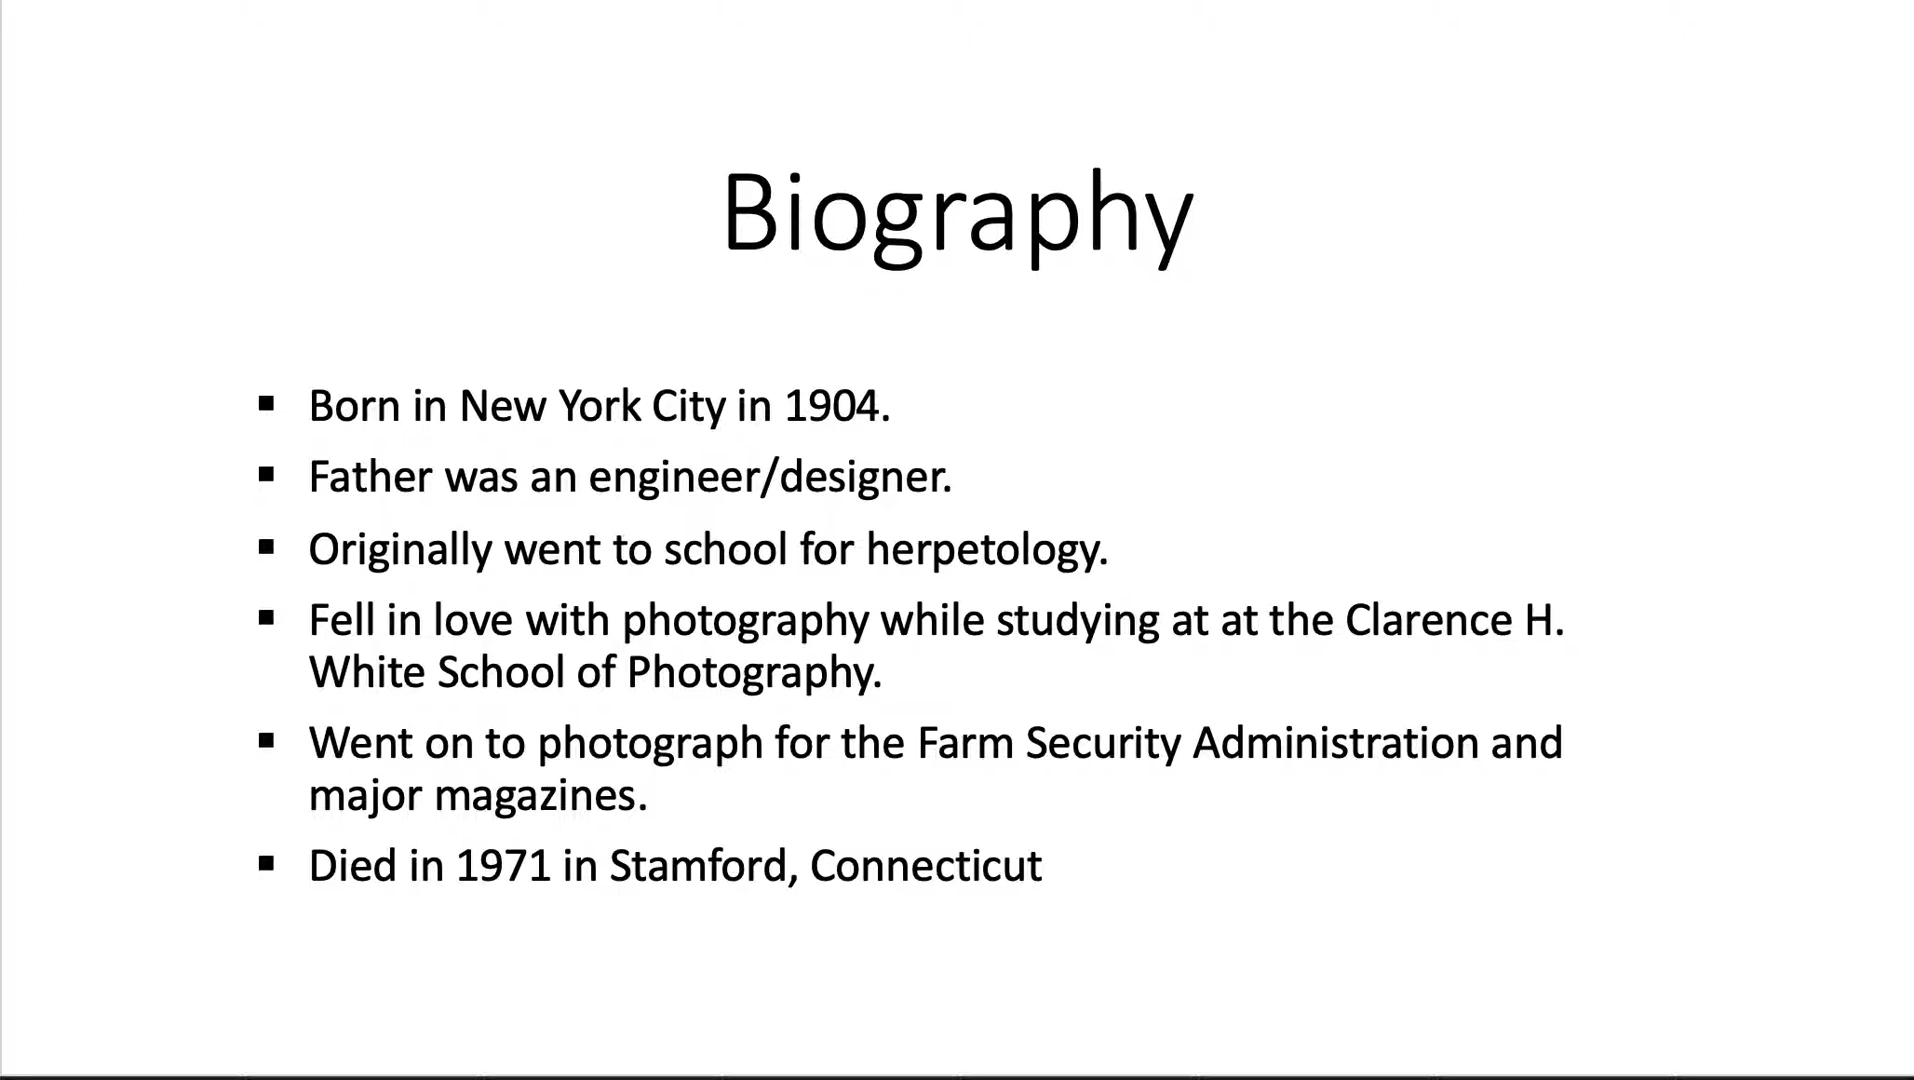 Biography
▪ Born in New York City in 1904.
▪ Father was an engineer/designer.
▪ Originally went to school for herpetology.
▪ Fell in love with photography while studying at at the Clarence H.
White School of Photography.
▪ Went on to photograph for the Farm Security Administration and
major magazines.
▪ Died in 1971 in Stamford, Connecticut